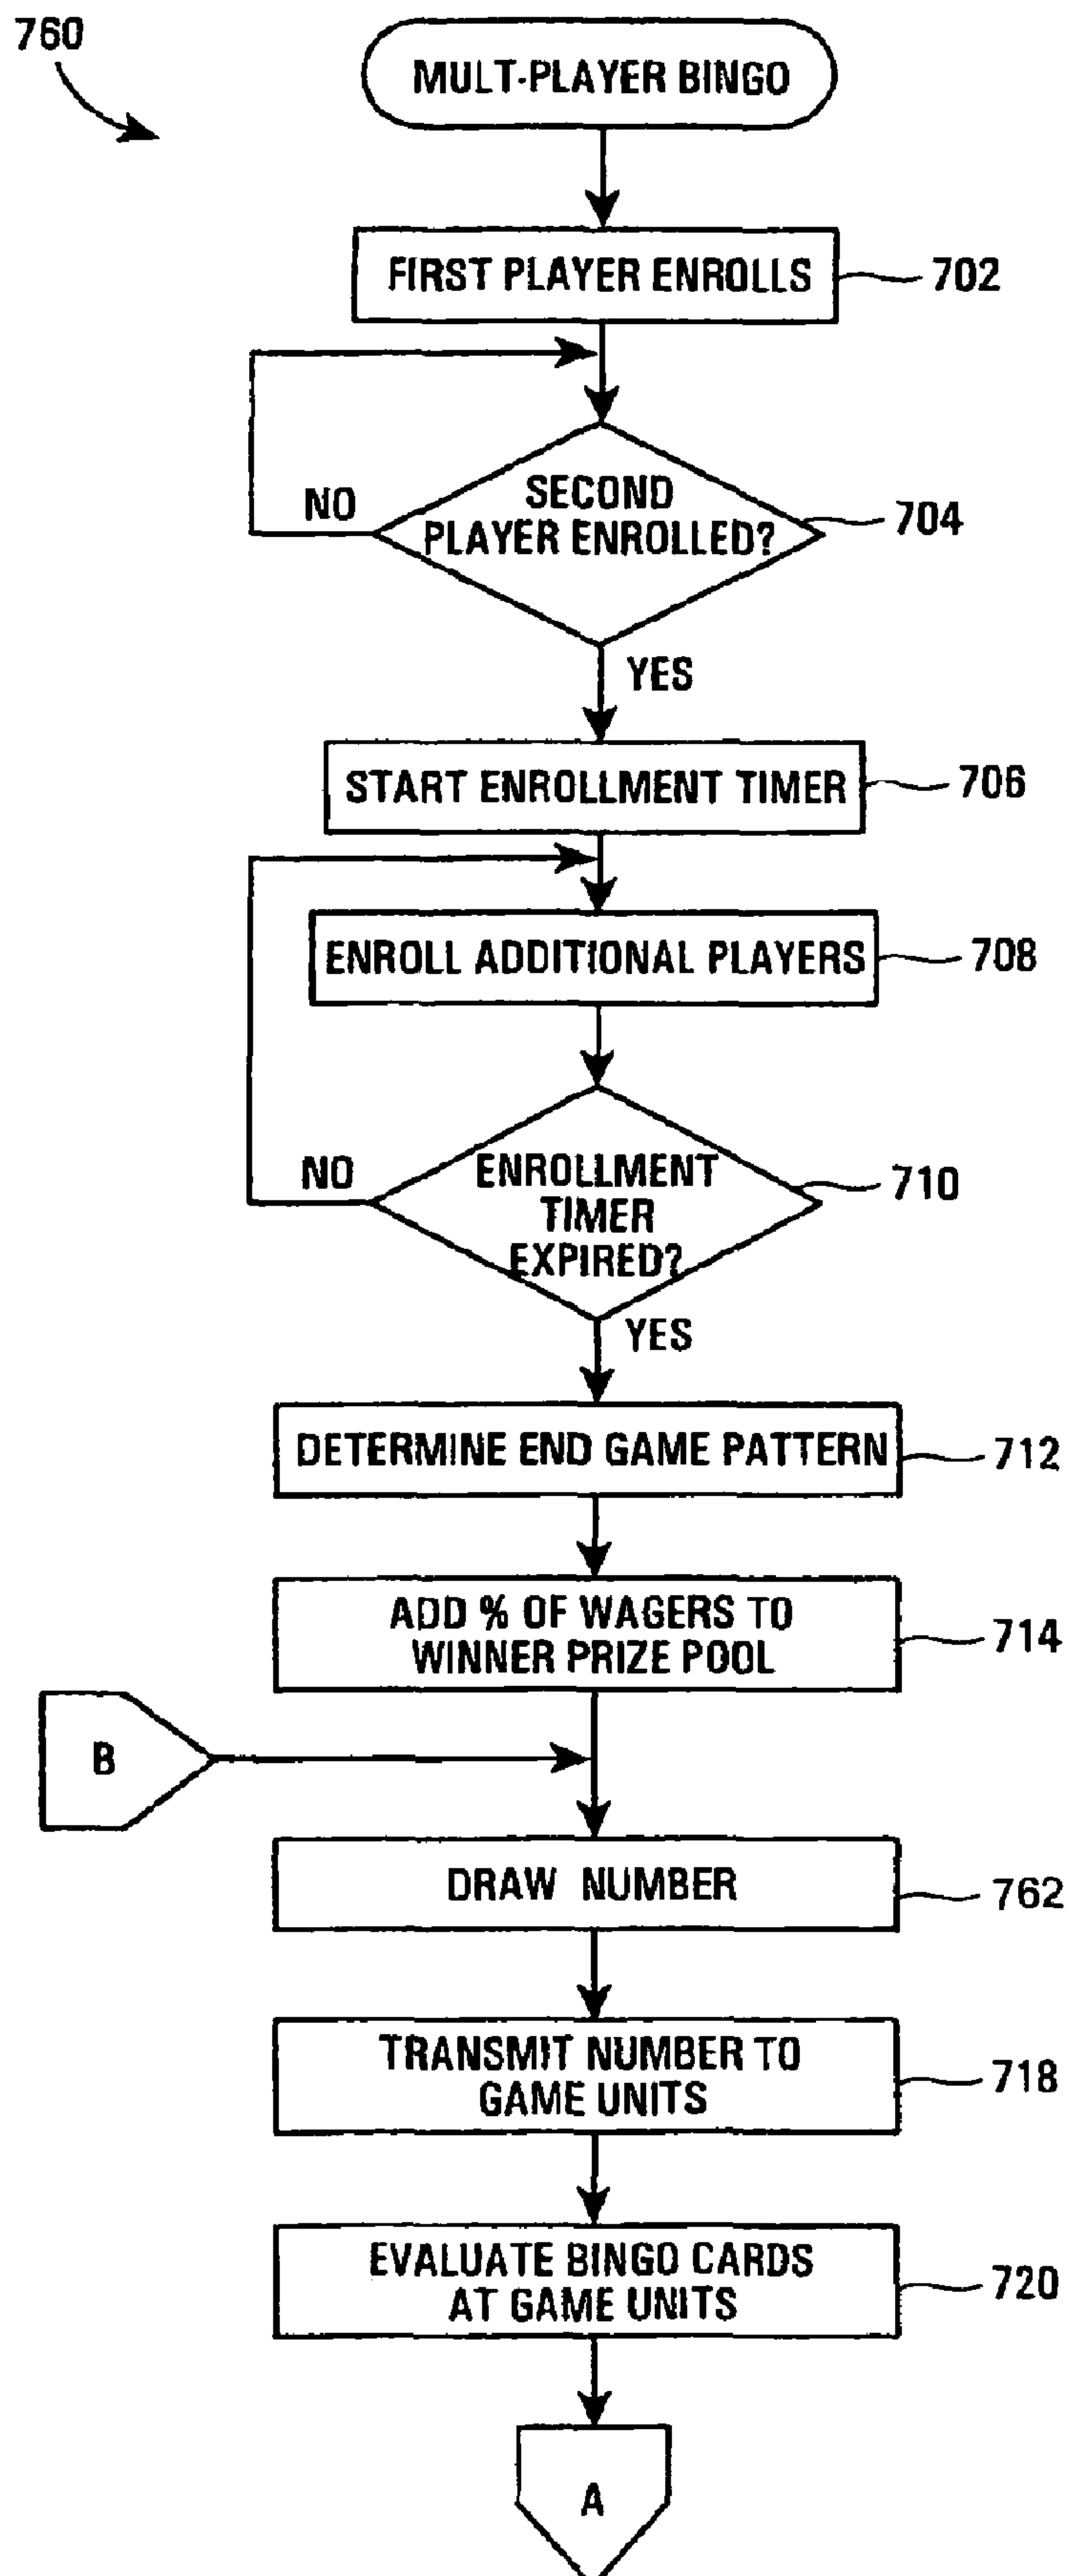 760
MULT-PLAYER BINGO
FIRST PLAYER ENROLLS
702
NO
SECOND
PLAYER ENROLLED?
704
YES
START ENROLLMENT TIMER
706
ENROLL ADDITIONAL PLAYERS
708
NO
ENROLLMENT
TIMER
EXPIRED?
710
YES
DETERMINE END GAME PATTERN
712
ADD % OF WAGERS TO
WINNER PRIZE POOL
714
B
DRAW NUMBER
762
TRANSMIT NUMBER TO
GAME UNITS
718
EVALUATE BINGO CARDS
AT GAME UNITS
720
A